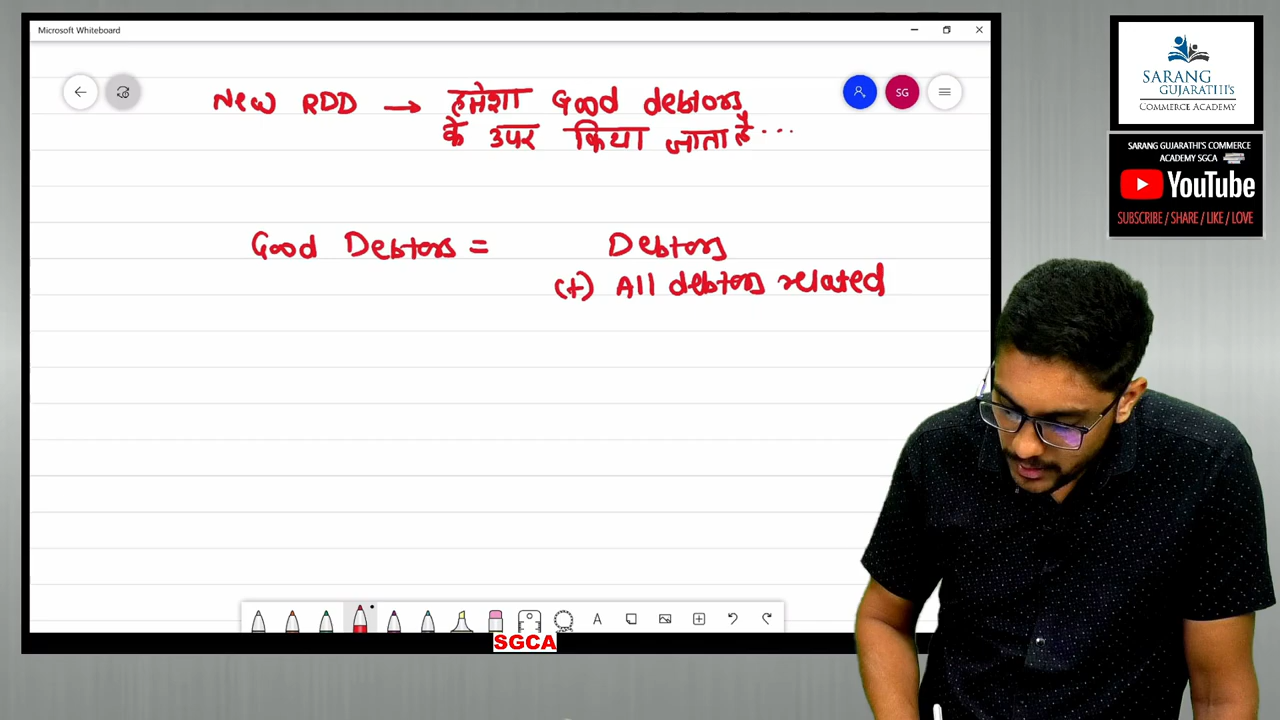 Microsoft Whiteboard
New RDD → हमेशा Good debtors
के उपर किया जाता है...
Good Debtors = Debtors
(+) All debtors related
SG
SARANG
GUJARATHI'S
COMMERCE ACADEMY
SARANG GUJARATHI'S COMMERCE
ACADEMY SGCA
YouTube
SUBSCRIBE / SHARE / LIKE / LOVE
SGCA